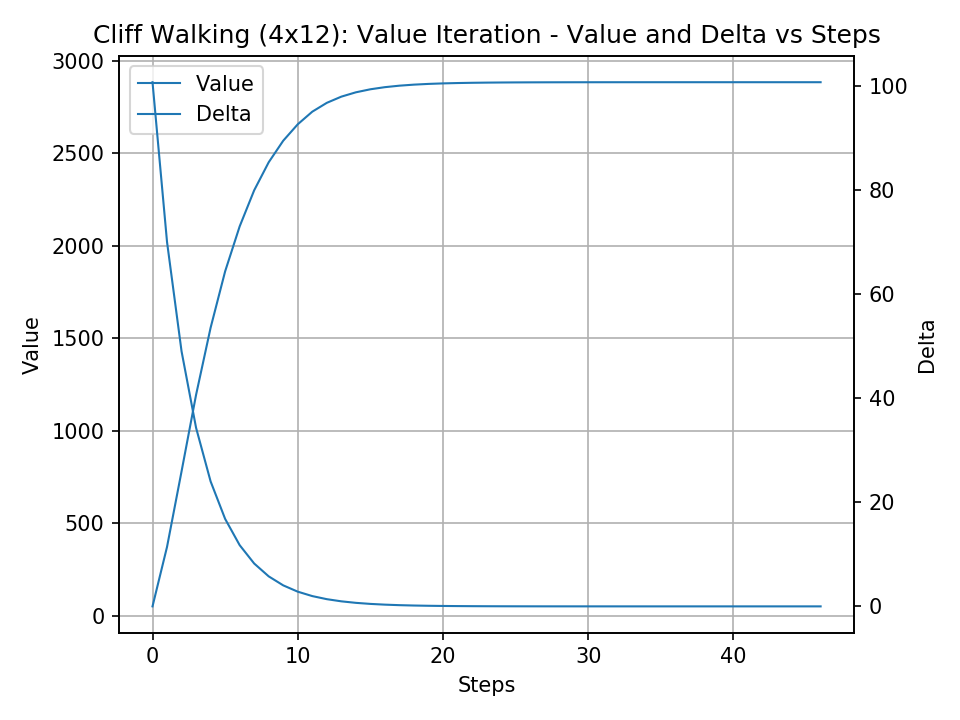 Cliff Walking (4x12): Value Iteration - Value and Delta vs Steps
Value
Delta
3000
2500
2000
1500
1000
500
0
Value
100
80
60
40
20
0
Delta
0 10 20 30 40
Steps